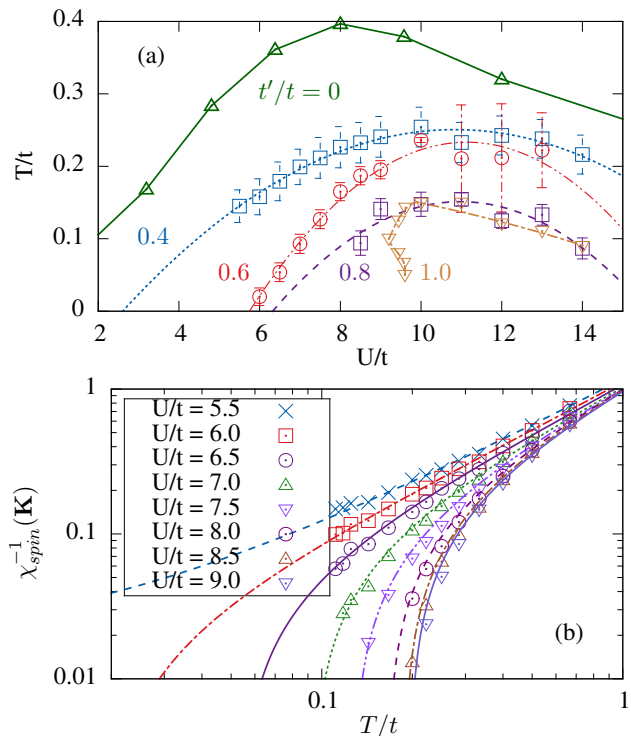 0.4
(a)
t′/t = 0
0.3
T/t
0.2
0.1
0.4
0.6
0.8
1.0
0
2 4 6 8 10 12 14
U/t
1
U/t = 5.5
U/t = 6.0
U/t = 6.5
U/t = 7.0
U/t = 7.5
U/t = 8.0
U/t = 8.5
U/t = 9.0
χ⁻¹spin(K)
0.1
(b)
0.01
0.1 1
T/t